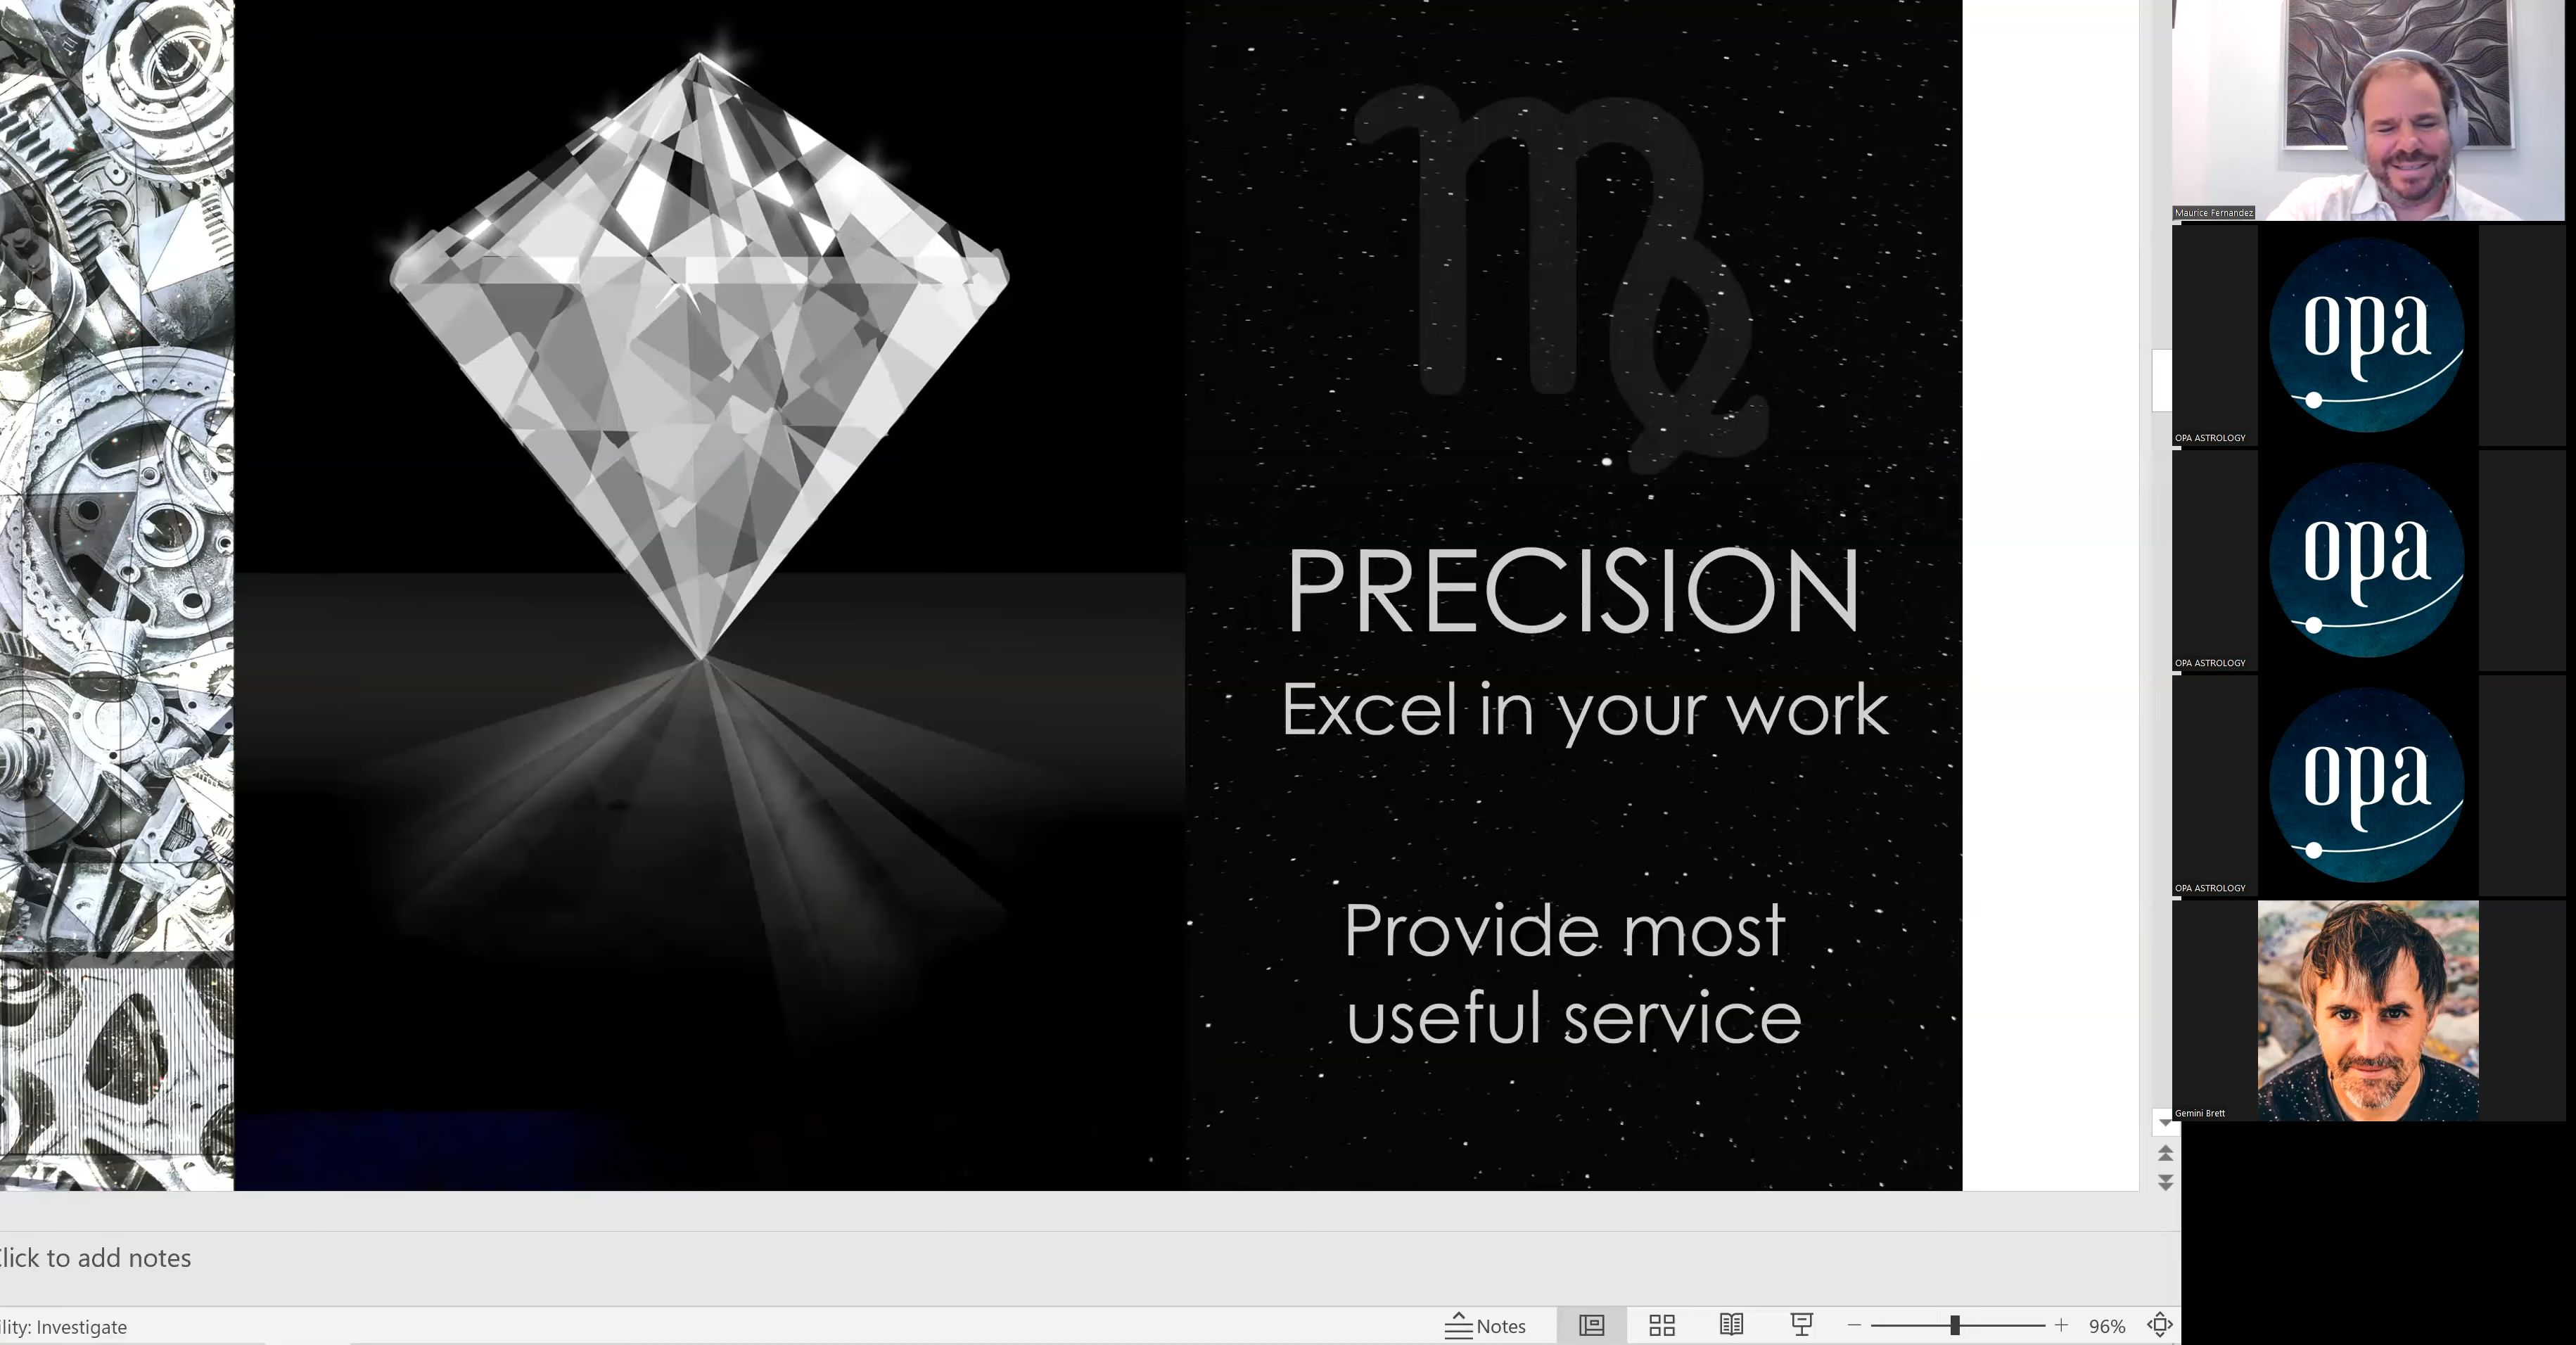 PRECISION
Excel in your work
Provide most
useful service
Maurice Fernandez
opa
OPA ASTROLOGY
opa
OPA ASTROLOGY
opa
OPA ASTROLOGY
Gemini Brett
lick to add notes
ility: Investigate
Notes
96%